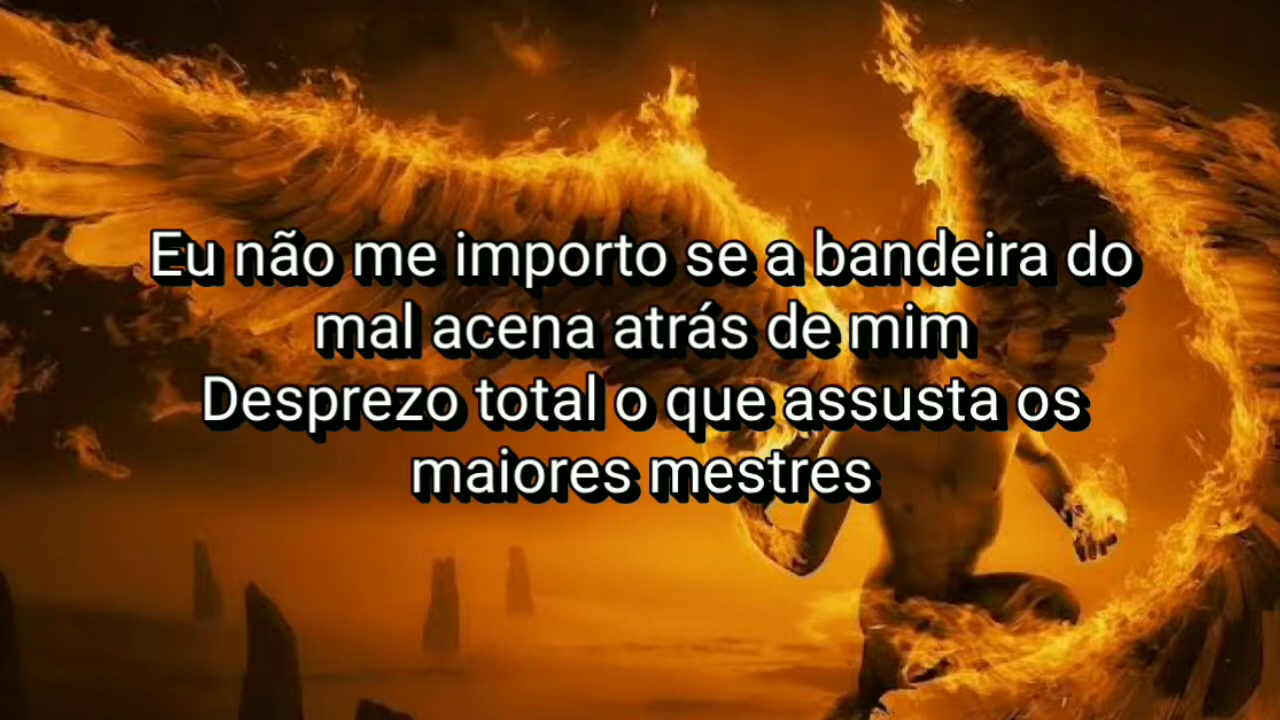 Eu não me importo se a bandeira do
mal acena atrás de mim
Desprezo total o que assusta os
maiores mestres